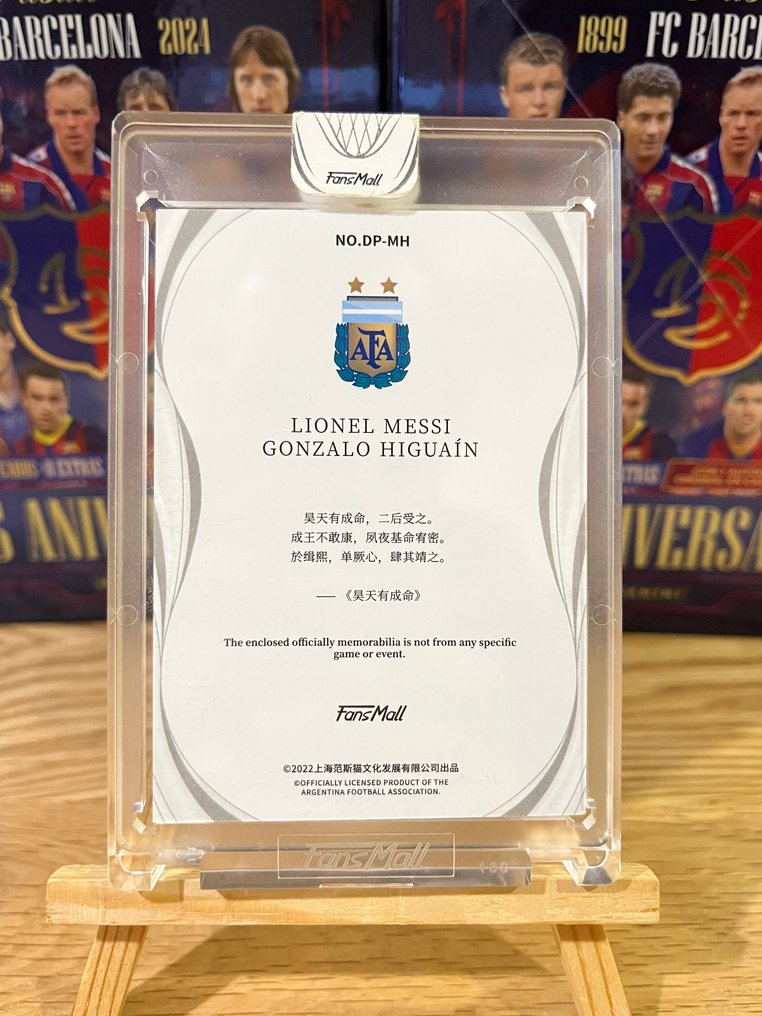 BARCELONA 2024
1899 FC BARC
FansMall
NO.DP-MH
AFA
LIONEL MESSI
GONZALO HIGUAÍN
昊天有成命，二后受之。
成王不敢康，夙夜基命宥密。
於缉熙，单厥心，肆其靖之。
—— 《昊天有成命》
The enclosed officially memorabilia is not from any specific
game or event.
FansMall
©2022上海范斯猫文化发展有限公司出品
©OFFICIALLY LICENSED PRODUCT OF THE
ARGENTINA FOOTBALL ASSOCIATION.
FansMall